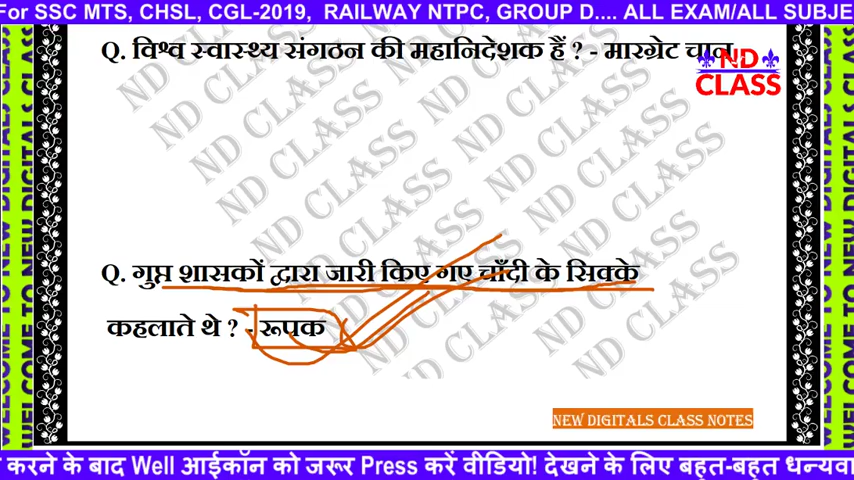 For SSC MTS, CHSL, CGL-2019, RAILWAY NTPC, GROUP D.... ALL EXAM/ALL SUBJE
Q. विश्व स्वास्थ्य संगठन की महानिदेशक हैं ? - मारग्रेट चान
ND
CLASS
Q. गुप्त शासकों द्वारा जारी किए गए चाँदी के सिक्के
कहलाते थे ? - रूपक
NEW DIGITALS CLASS NOTES
करने के बाद Well आईकॉन को जरूर Press करें वीडियो! देखने के लिए बहुत-बहुत धन्यवा